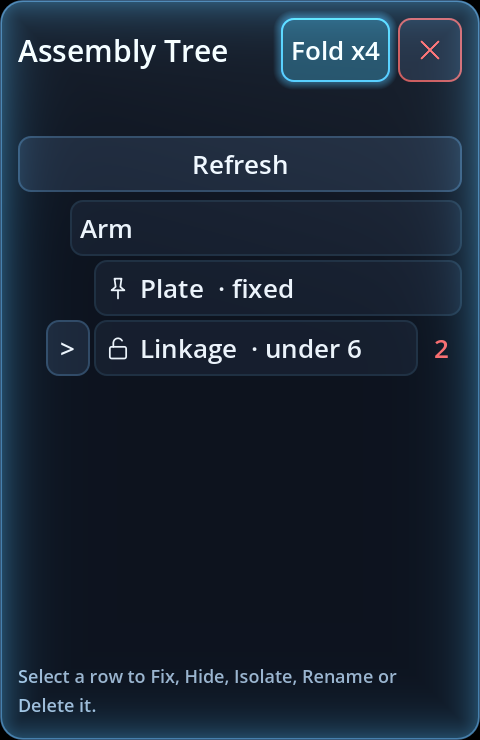 Assembly Tree
Fold x4
Refresh
Arm
Plate · fixed
> Linkage · under 6 2
Select a row to Fix, Hide, Isolate, Rename or
Delete it.